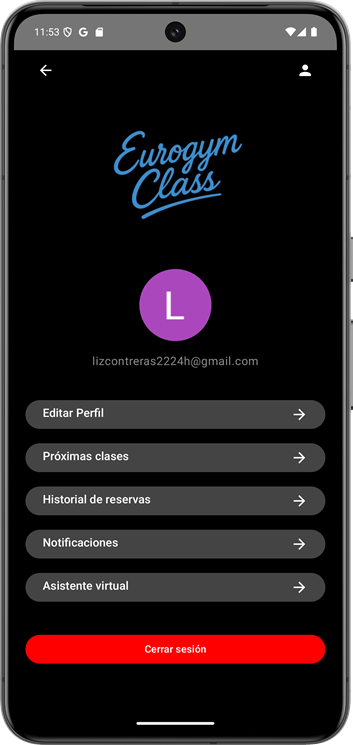 11:53
Eurogym
Class
L
lizcontreras2224h@gmail.com
Editar Perfil
Próximas clases
Historial de reservas
Notificaciones
Asistente virtual
Cerrar sesión